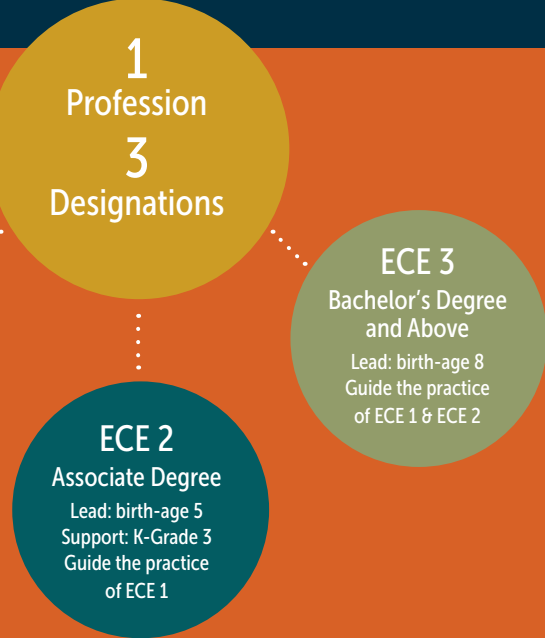 1
Profession
3
Designations
ECE 3
Bachelor's Degree
and Above
Lead: birth-age 8
Guide the practice
of ECE 1 & ECE 2
ECE 2
Associate Degree
Lead: birth-age 5
Support: K-Grade 3
Guide the practice
of ECE 1